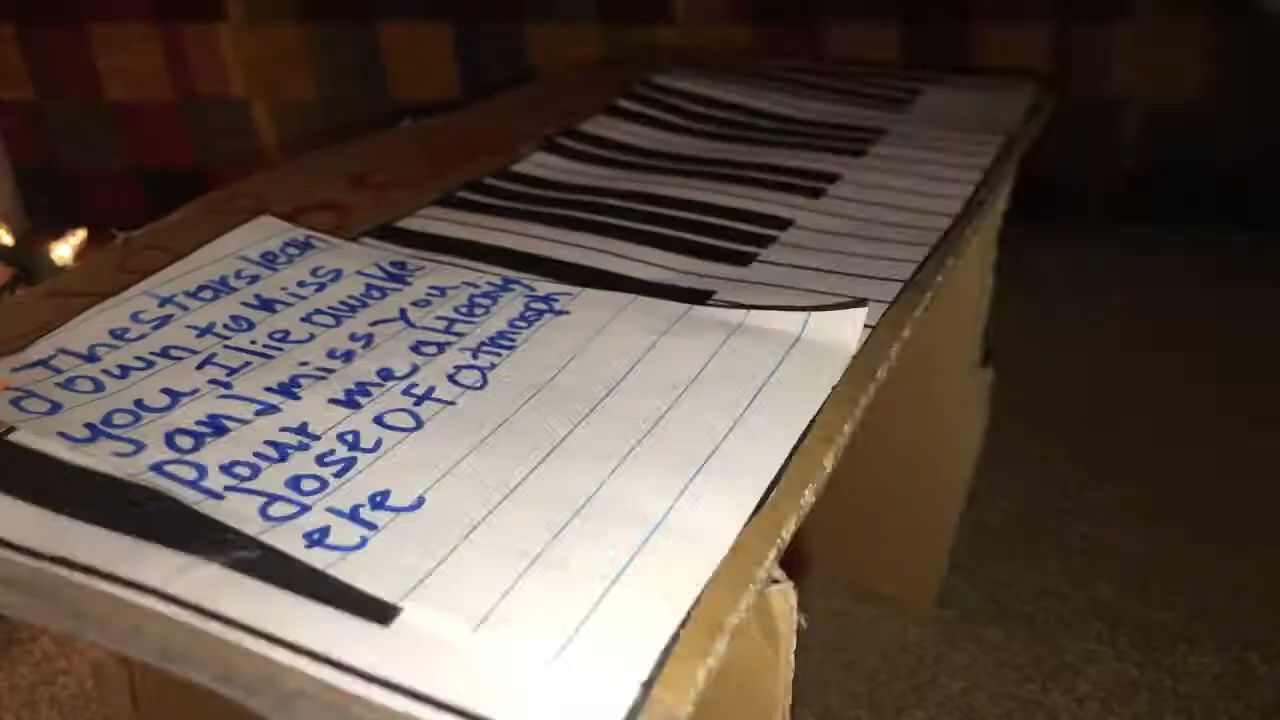 The stars lean
down to kiss
you, I lie awake
and miss you,
Pour me a Heavy
dose of atmosph
ere